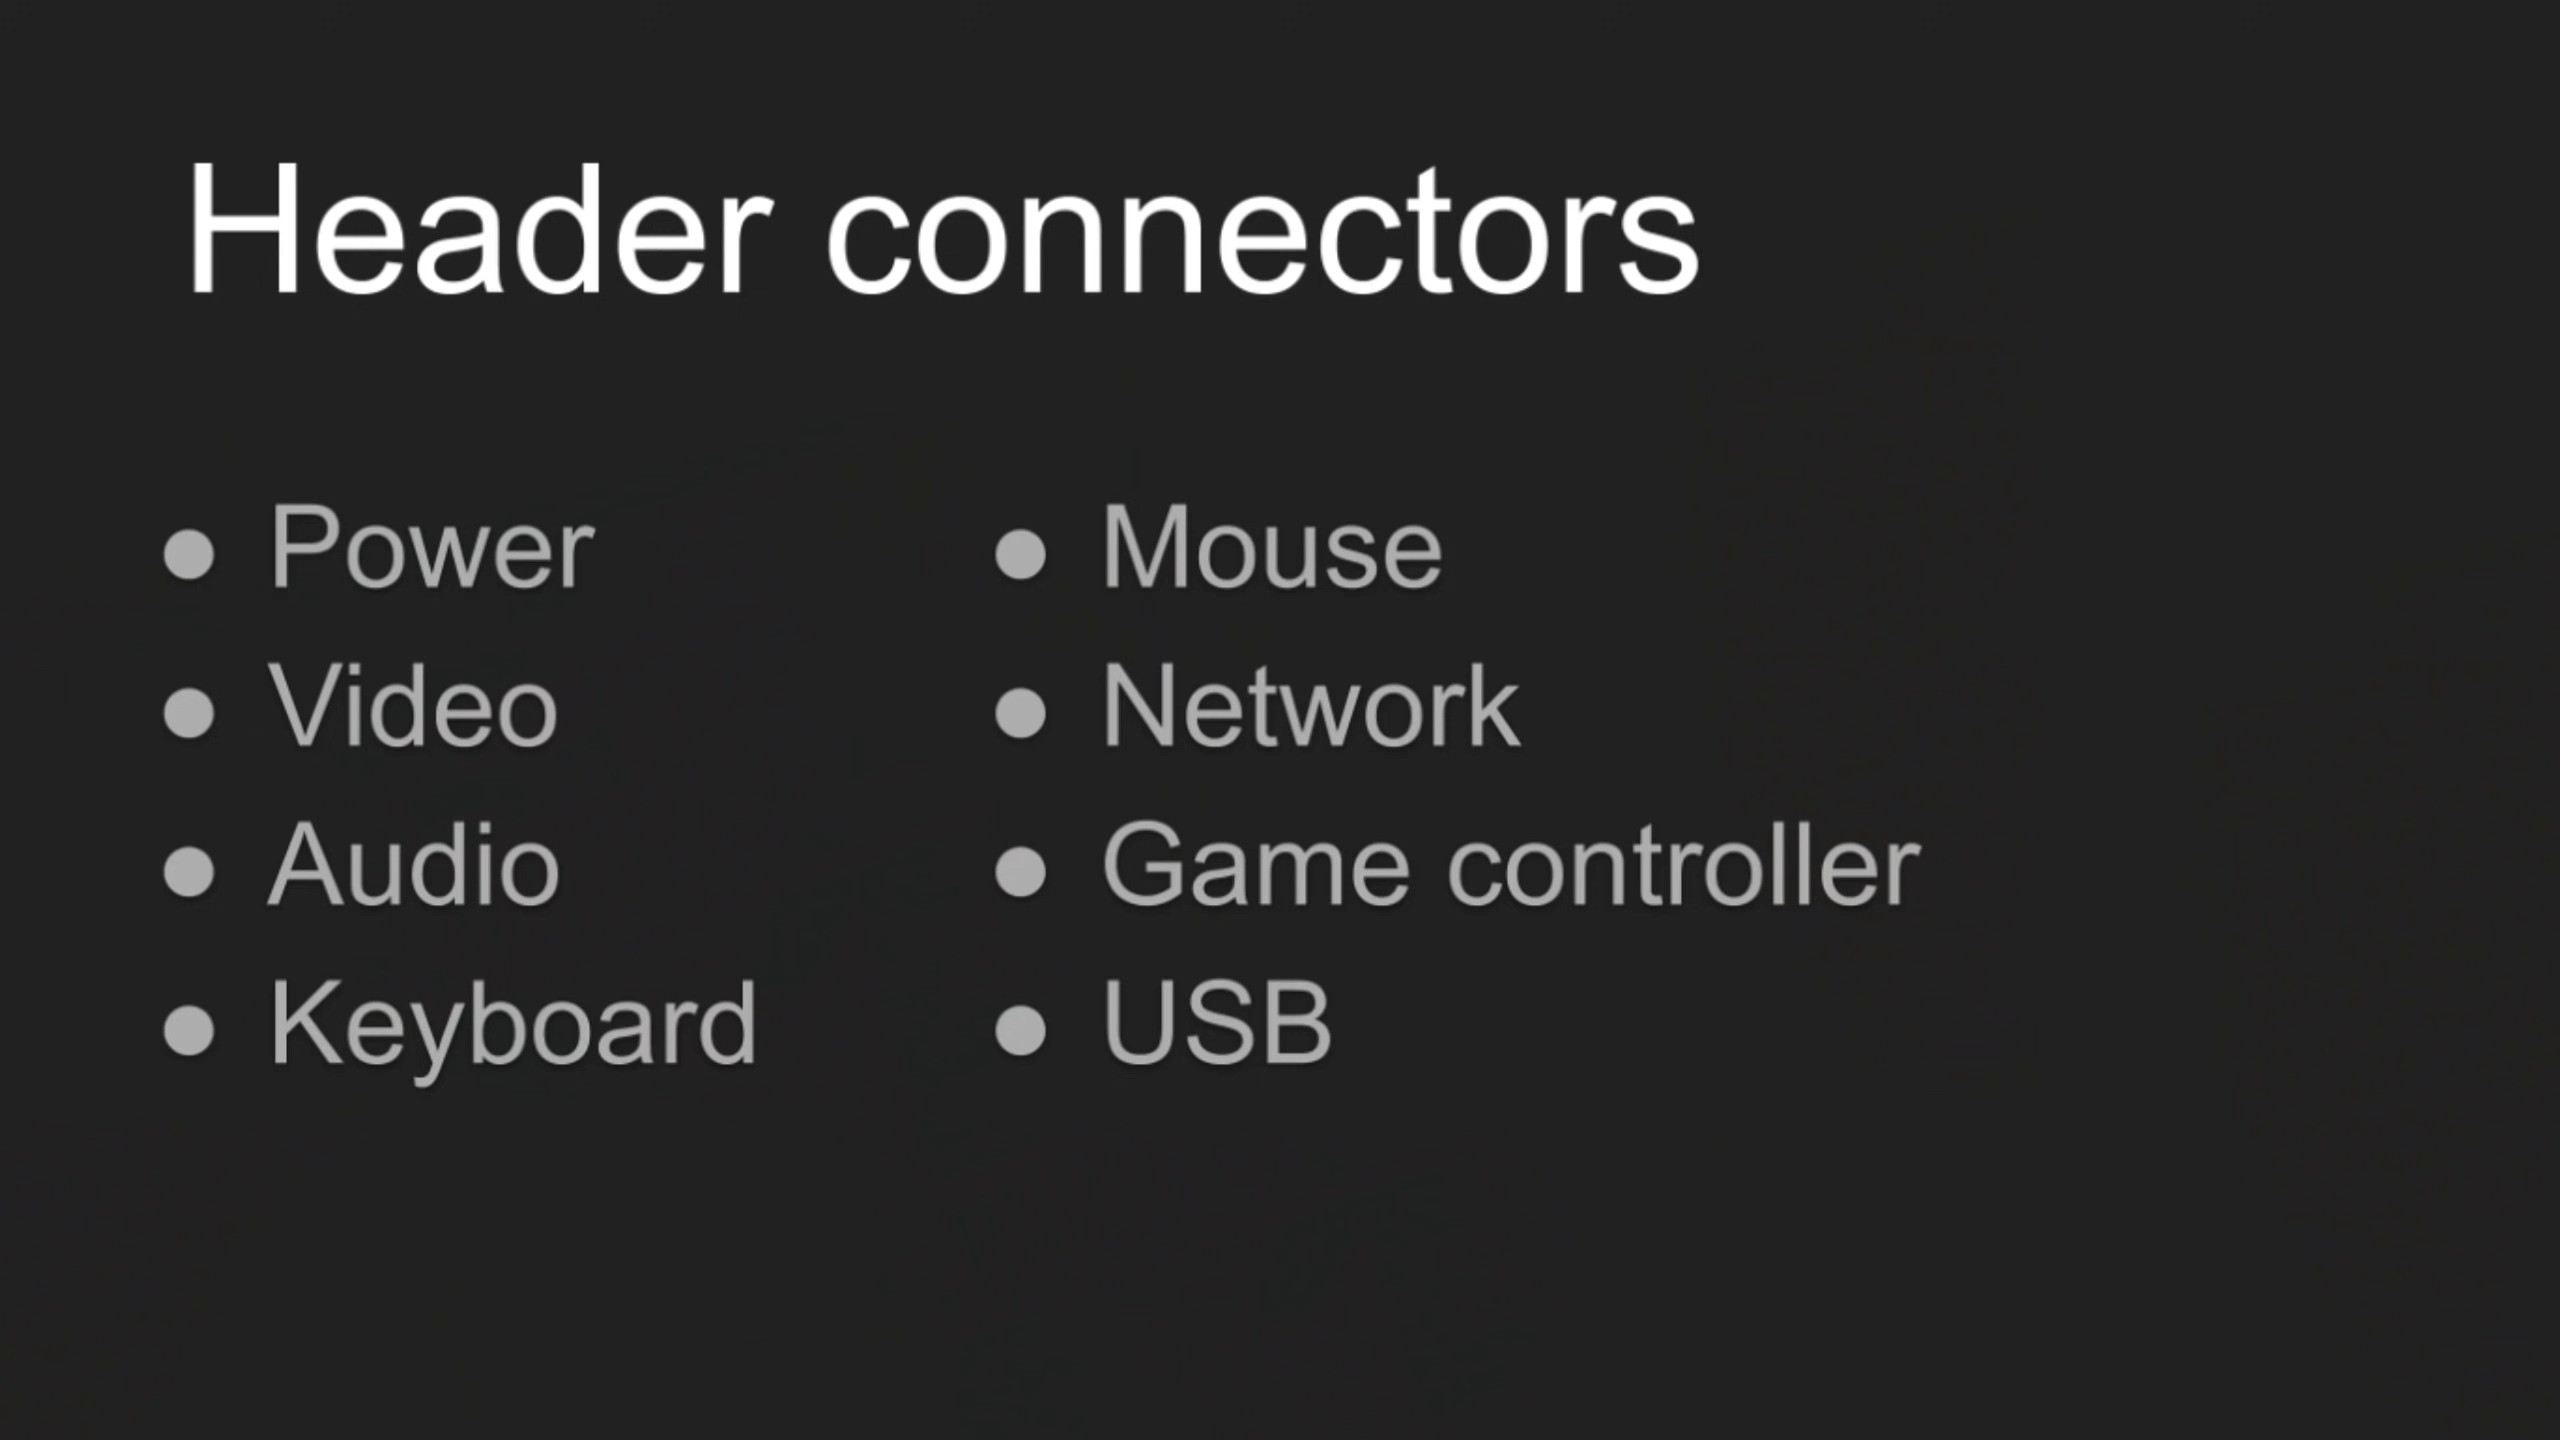 Header connectors
● Power
● Video
● Audio
● Keyboard
● Mouse
● Network
● Game controller
● USB